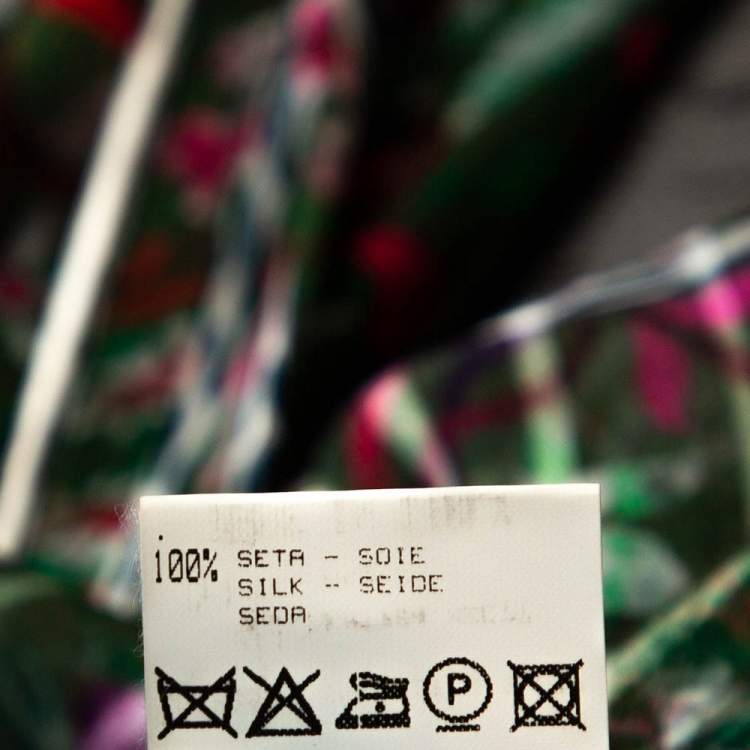 100% SETA - SOIE
SILK - SEIDE
SEDA
P